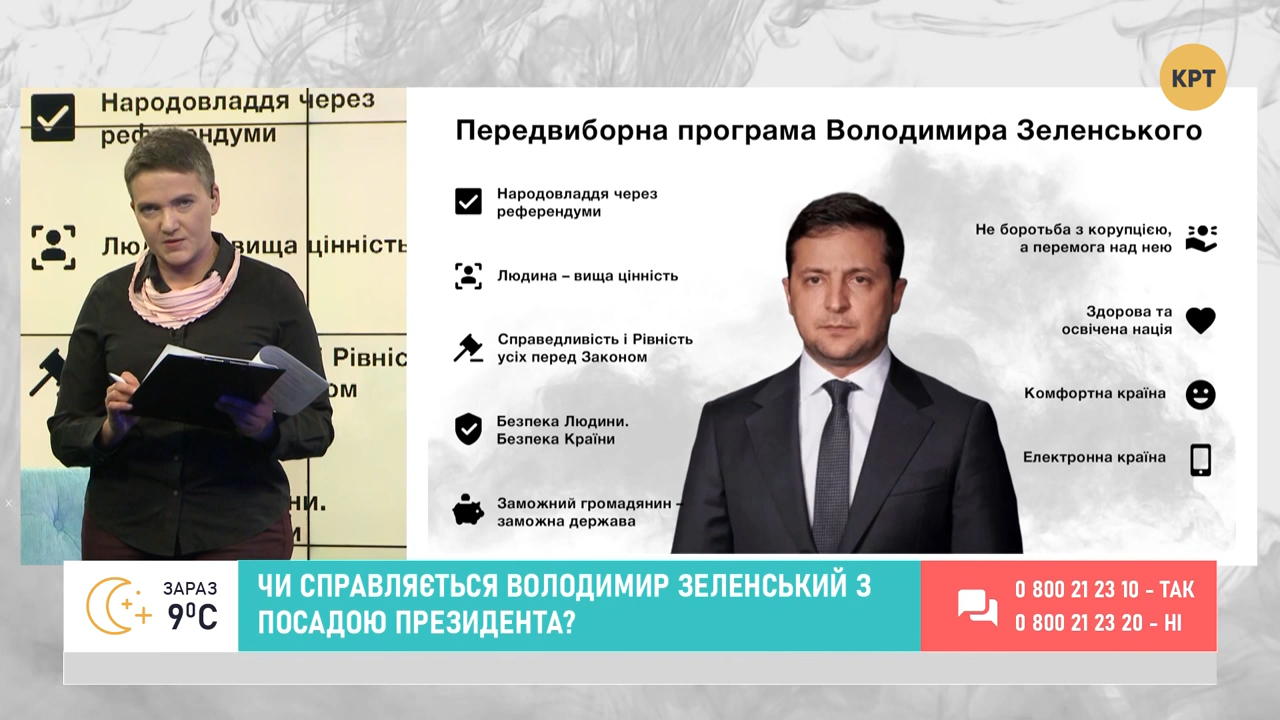 КРТ
Народовладдя через
референдуми
Лю вища цінність
Рівніс
ом
ни.
и
Передвиборна програма Володимира Зеленського
Народовладдя через
референдуми
Людина – вища цінність
Справедливість і Рівність
усіх перед Законом
Безпека Людини.
Безпека Країни
Заможний громадянин –
заможна держава
Не боротьба з корупцією,
а перемога над нею
Здорова та
освічена нація
Комфортна країна
Електронна країна
ЗАРАЗ
9⁰C
ЧИ СПРАВЛЯЄТЬСЯ ВОЛОДИМИР ЗЕЛЕНСЬКИЙ З
ПОСАДОЮ ПРЕЗИДЕНТА?
0 800 21 23 10 - ТАК
0 800 21 23 20 - НІ